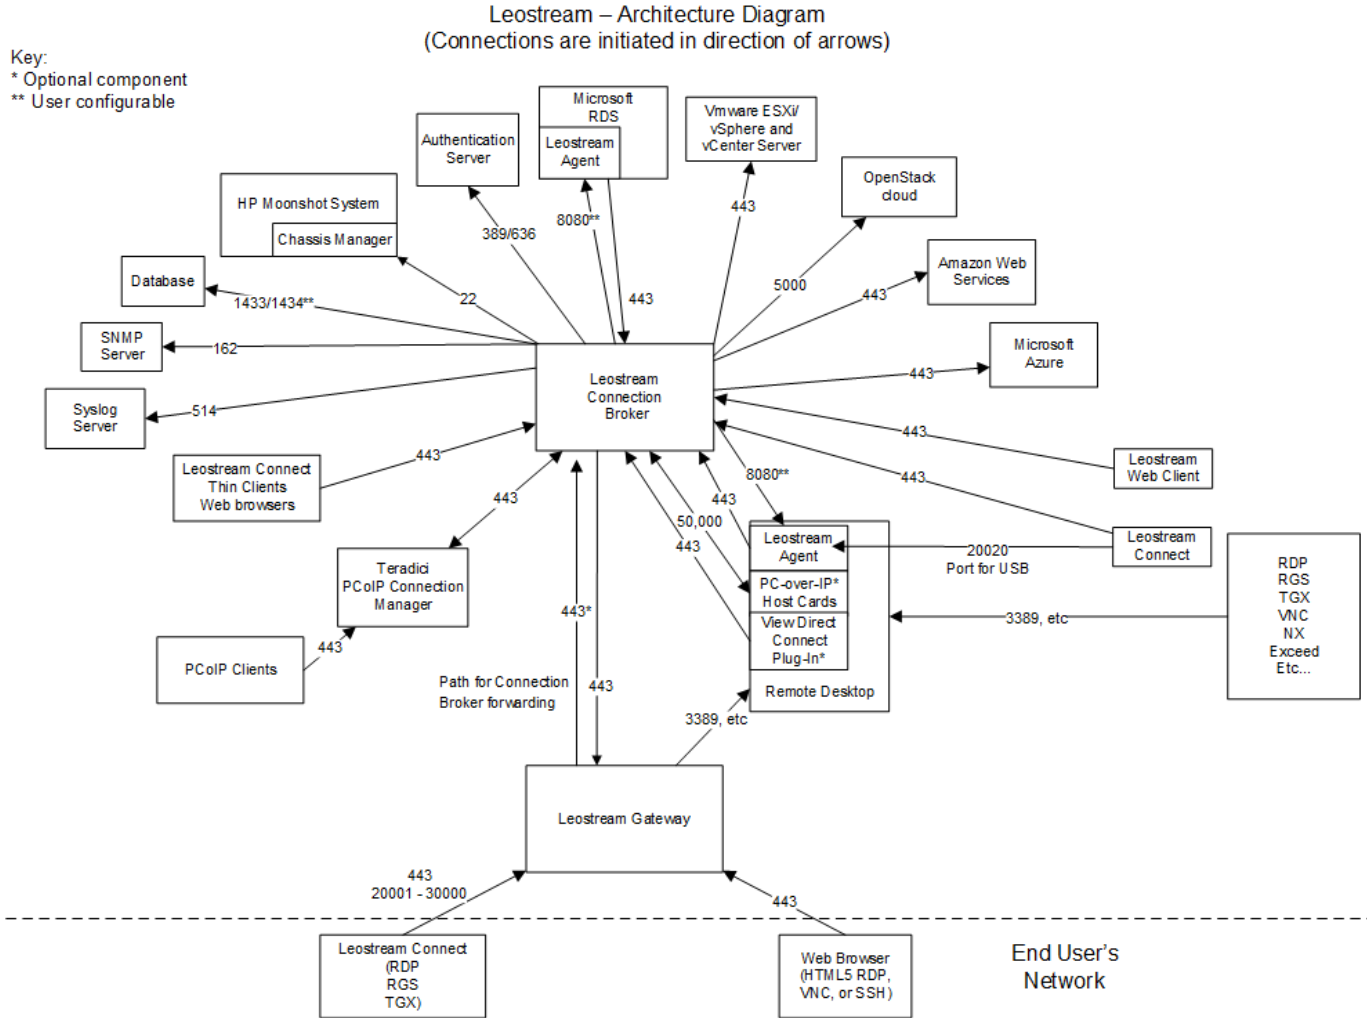 Leostream – Architecture Diagram
(Connections are initiated in direction of arrows)
Key:
* Optional component
** User configurable
Microsoft
RDS
Leostream
Agent
Vmware ESXi/
vSphere and
vCenter Server
Authentication
Server
OpenStack
cloud
HP Moonshot System
Chassis Manager
8080**
443
389/636
Amazon Web
Services
Database
5000
1433/1434**
22
443
443
SNMP
Server
162
Microsoft
Azure
443
Leostream
Connection
Broker
Syslog
Server
514
443
443
Leostream Connect
Thin Clients
Web browsers
443
8080**
443
Leostream
Web Client
443
443
50,000
443
Leostream
Agent
20020
Port for USB
Leostream
Connect
Teradici
PCoIP Connection
Manager
PC-over-IP*
Host Cards
RDP
RGS
TGX
VNC
NX
Exceed
Etc...
443*
3389, etc
View Direct
Connect
Plug-In*
443
PCoIP Clients
Path for Connection
Broker forwarding
443
Remote Desktop
3389, etc
Leostream Gateway
443
20001 - 30000
443
Leostream Connect
(RDP
RGS
TGX)
Web Browser
(HTML5 RDP,
VNC, or SSH)
End User's
Network